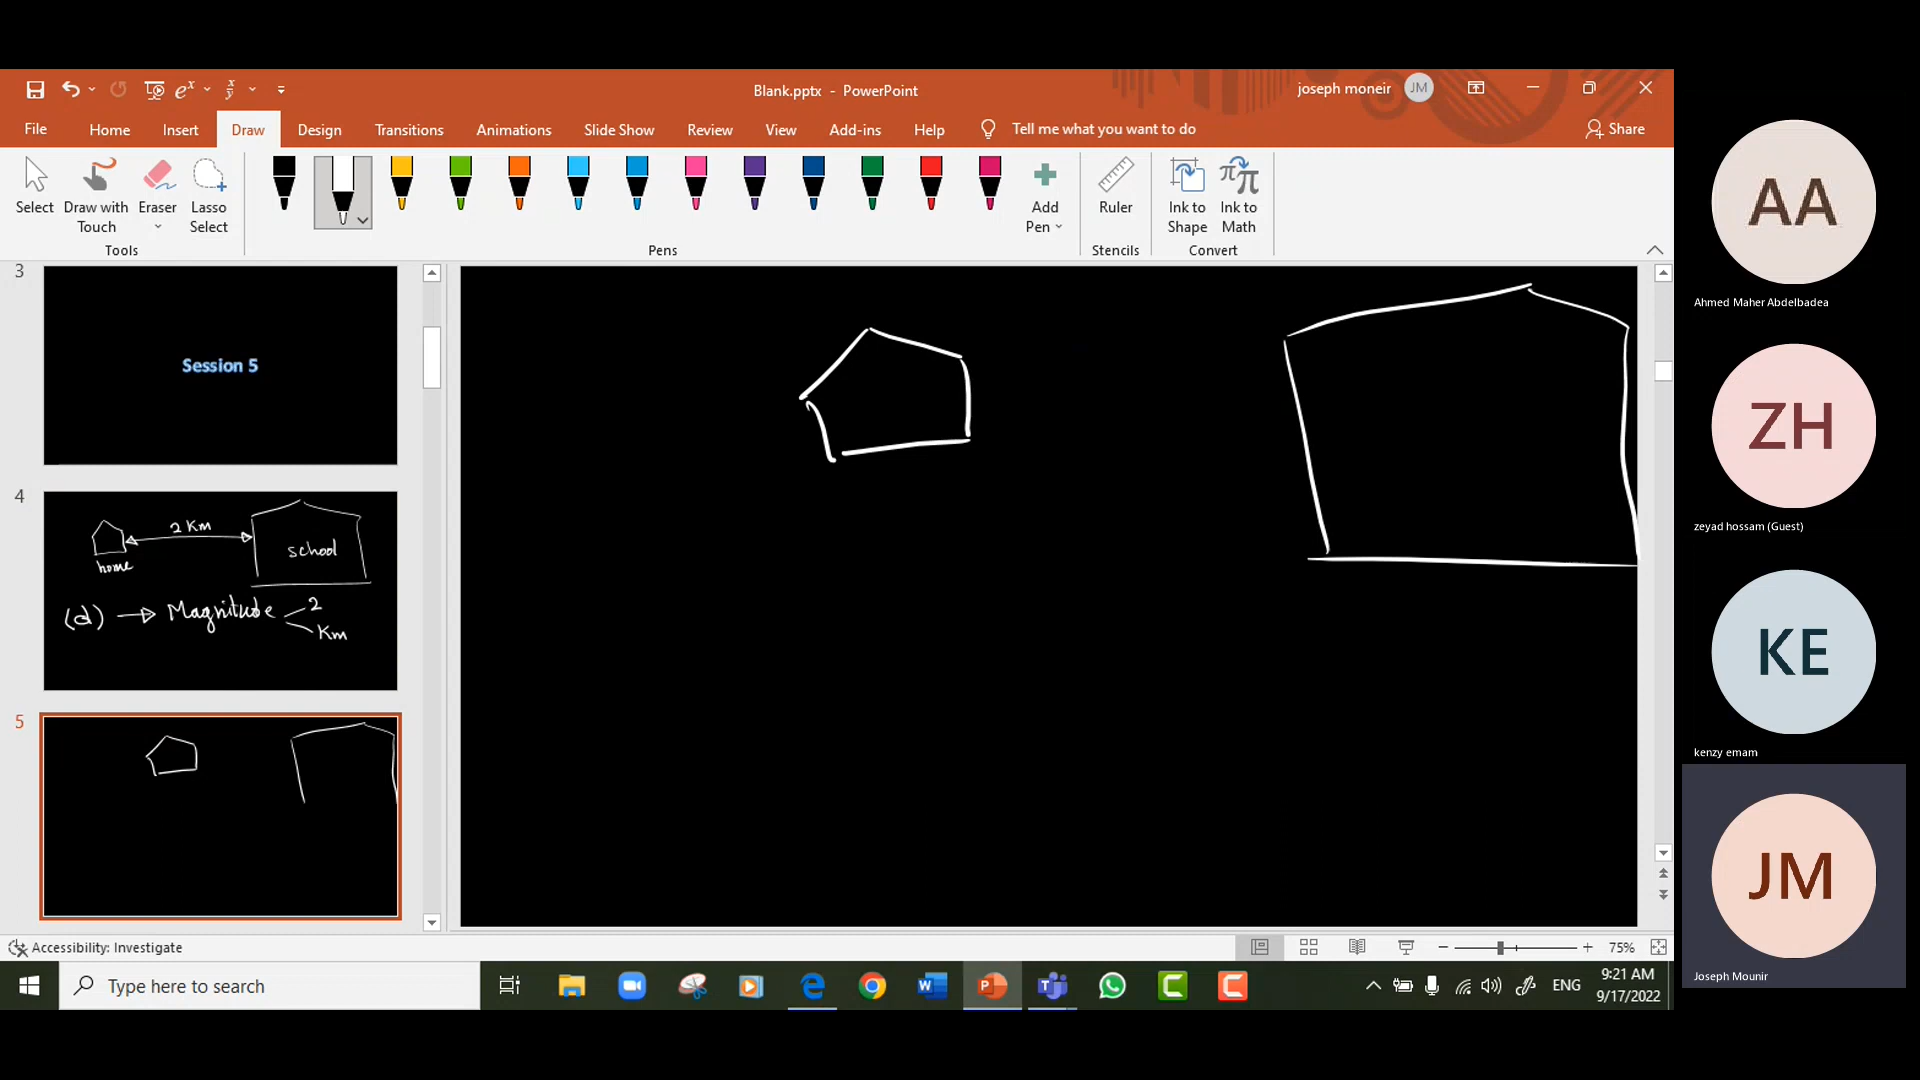 Blank.pptx - PowerPoint
joseph moneir JM
File Home Insert Draw Design Transitions Animations Slide Show Review View Add-ins Help Tell me what you want to do Share
Select
Draw with Touch
Eraser
Lasso Select
Add Pen
Ruler
Ink to Shape
Ink to Math
Tools
Pens
Stencils
Convert
3
Session 5
4
2 Km
home
school
(d) → Magnitude
2
Km
5
AA
Ahmed Maher Abdelbadea
ZH
zeyad hossam (Guest)
KE
kenzy emam
JM
Joseph Mounir
Accessibility: Investigate
75%
Type here to search
ENG
9:21 AM
9/17/2022